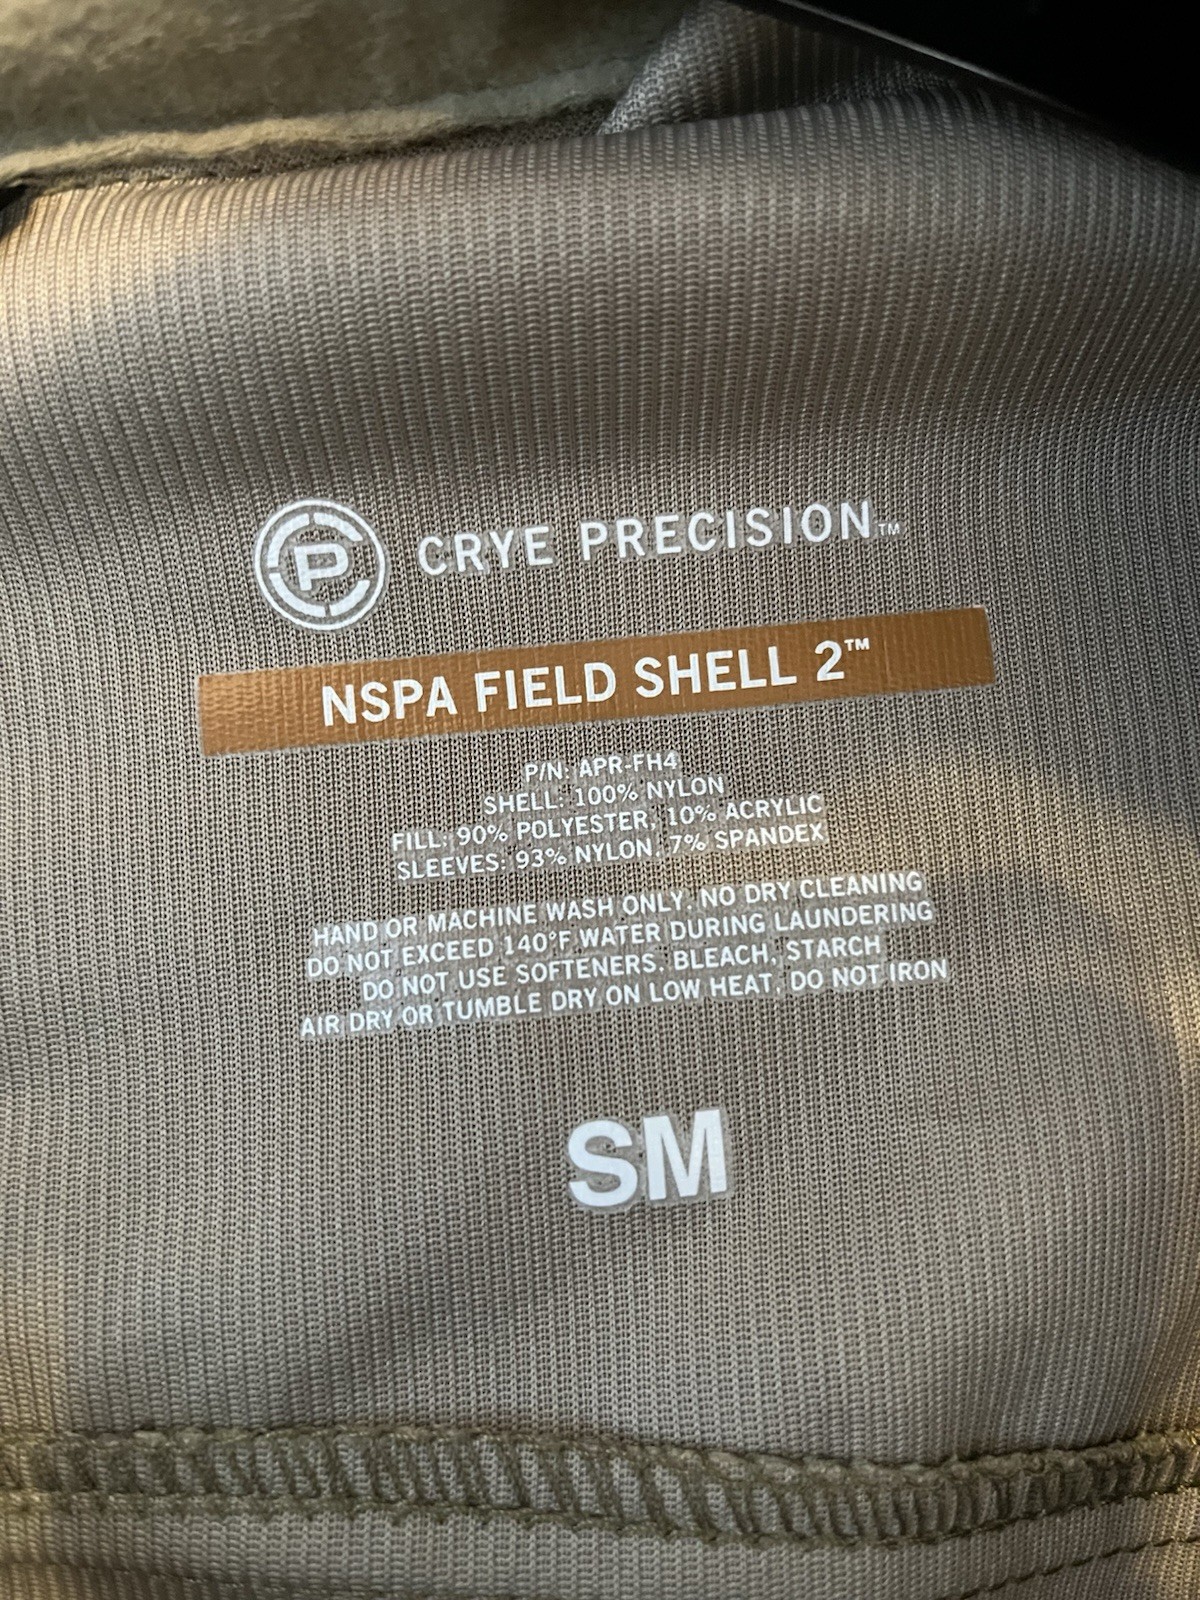 CP CRYE PRECISION™
NSPA FIELD SHELL 2™
P/N: APR-FH4
SHELL: 100% NYLON
FILL: 90% POLYESTER, 10% ACRYLIC
SLEEVES: 93% NYLON, 7% SPANDEX
HAND OR MACHINE WASH ONLY, NO DRY CLEANING
DO NOT EXCEED 140°F WATER DURING LAUNDERING
DO NOT USE SOFTENERS, BLEACH, STARCH
AIR DRY OR TUMBLE DRY ON LOW HEAT, DO NOT IRON
SM